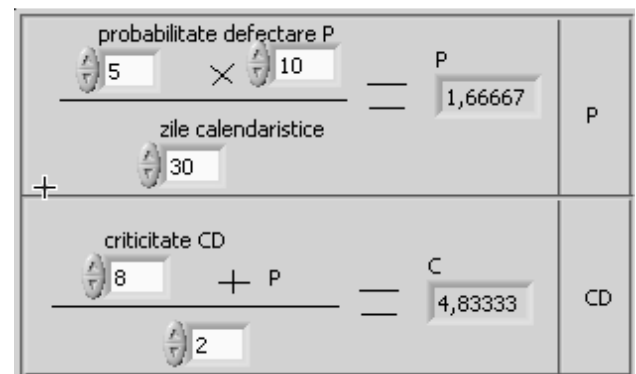 probabilitate defectare P
5 × 10 = P
1,66667
P
zile calendaristice
30
criticitate CD
8 + P = C
4,83333
CD
2